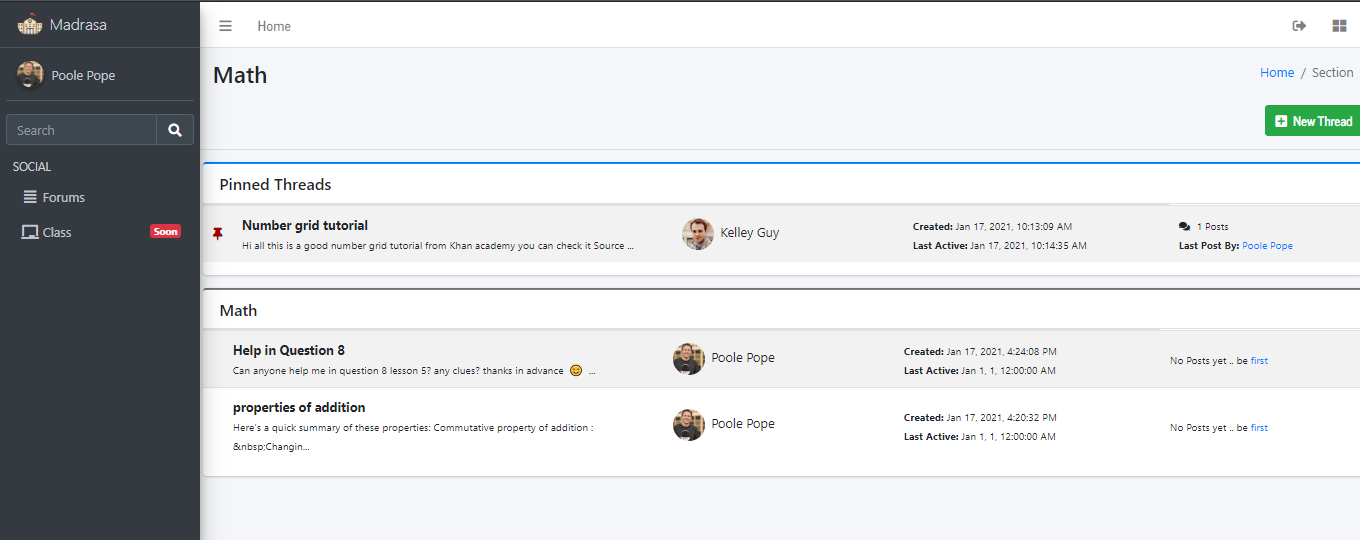 Madrasa
Home
Poole Pope
Math
Home / Section
Search
New Thread
SOCIAL
Forums
Class Soon
Pinned Threads
Number grid tutorial
Hi all this is a good number grid tutorial from Khan academy you can check it Source ...
Kelley Guy
Created: Jan 17, 2021, 10:13:09 AM
Last Active: Jan 17, 2021, 10:14:35 AM
1 Posts
Last Post By: Poole Pope
Math
Help in Question 8
Can anyone help me in question 8 lesson 5? any clues? thanks in advance 😊 ...
Poole Pope
Created: Jan 17, 2021, 4:24:08 PM
Last Active: Jan 1, 1, 12:00:00 AM
No Posts yet .. be first
properties of addition
Here's a quick summary of these properties: Commutative property of addition :
&nbsp;Changin...
Poole Pope
Created: Jan 17, 2021, 4:20:32 PM
Last Active: Jan 1, 1, 12:00:00 AM
No Posts yet .. be first